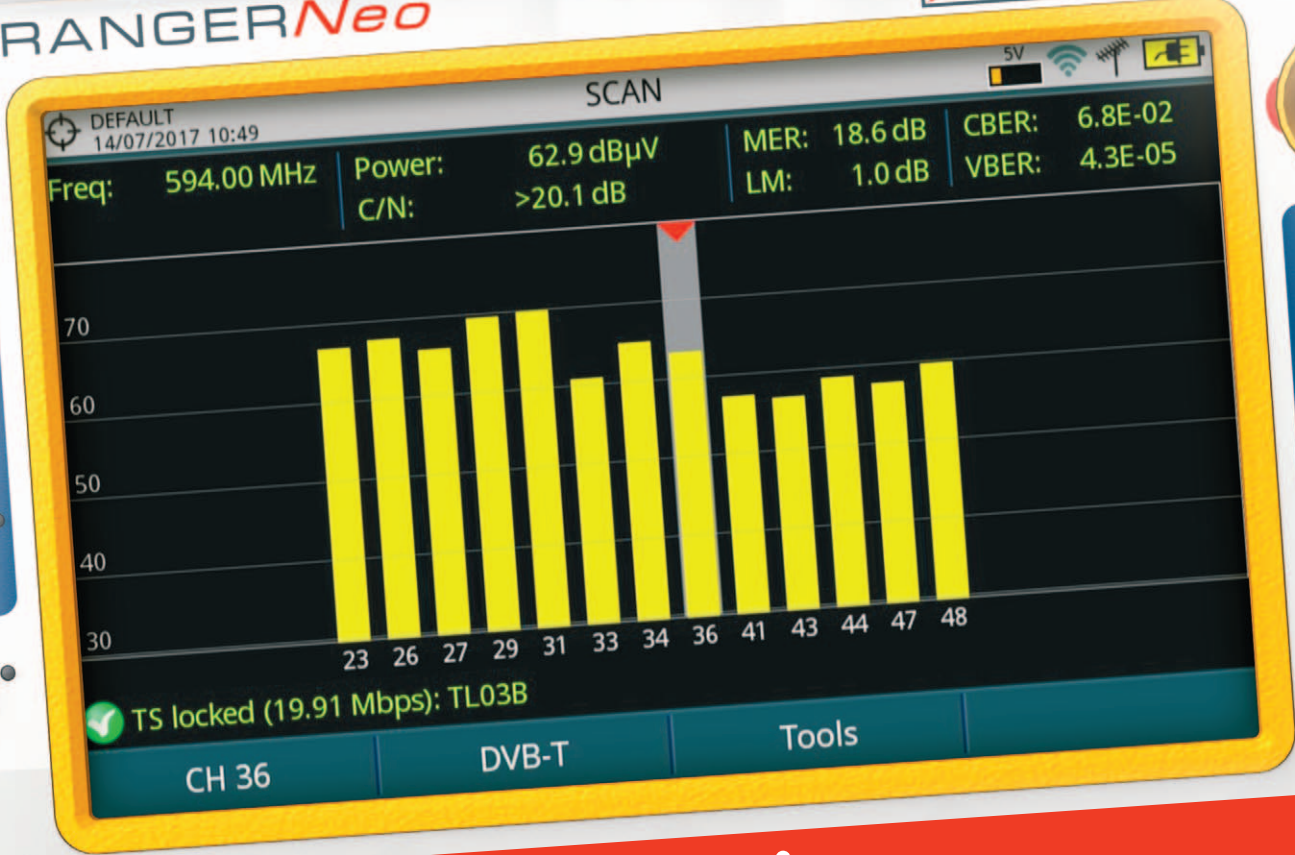 RANGERNeo
DEFAULT
14/07/2017 10:49
SCAN
5V
Freq: 594.00 MHz
Power: 62.9 dBµV
C/N: >20.1 dB
MER: 18.6 dB
LM: 1.0 dB
CBER: 6.8E-02
VBER: 4.3E-05
70
60
50
40
30
23 26 27 29 31 33 34 36 41 43 44 47 48
TS locked (19.91 Mbps): TL03B
CH 36 DVB-T Tools